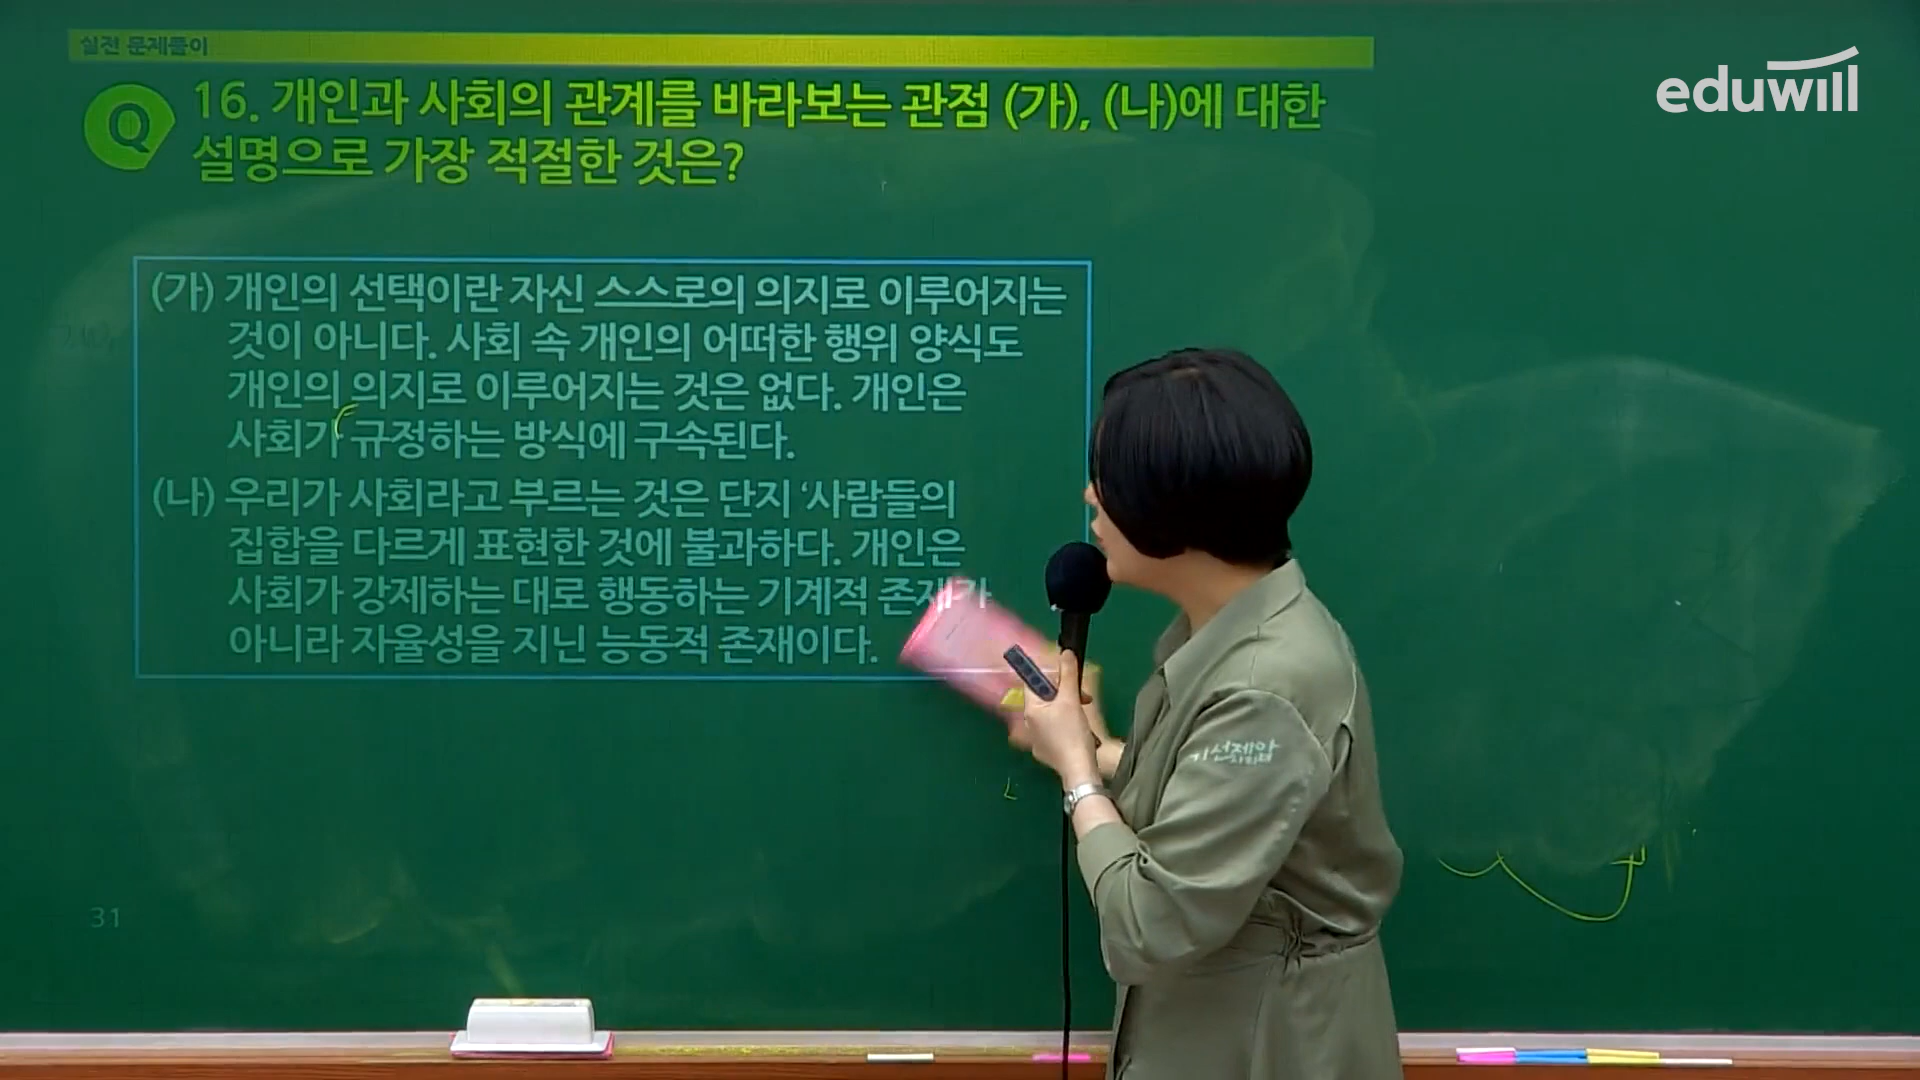 실전 문제풀이
eduwill
Q
16. 개인과 사회의 관계를 바라보는 관점 (가), (나)에 대한
설명으로 가장 적절한 것은?
(가) 개인의 선택이란 자신 스스로의 의지로 이루어지는
것이 아니다. 사회 속 개인의 어떠한 행위 양식도
개인의 의지로 이루어지는 것은 없다. 개인은
사회가 규정하는 방식에 구속된다.
(나) 우리가 사회라고 부르는 것은 단지 ‘사람들의
집합을 다르게 표현한 것에 불과하다. 개인은
사회가 강제하는 대로 행동하는 기계적 존재가
아니라 자율성을 지닌 능동적 존재이다.
31